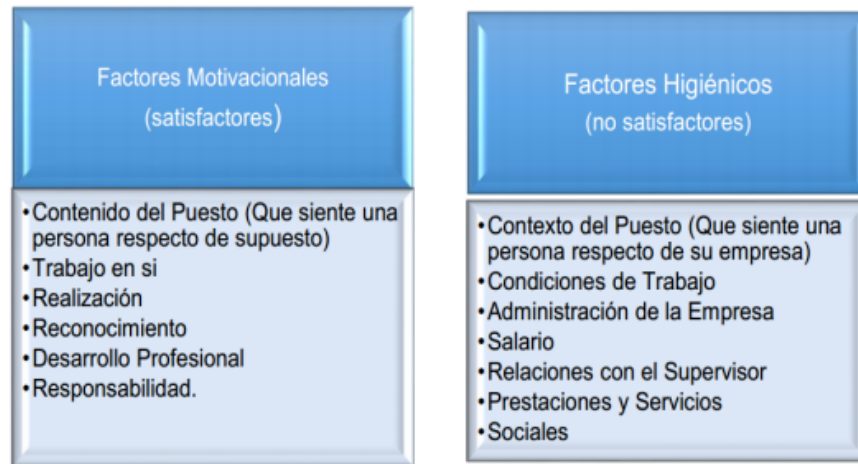 Factores Motivacionales
(satisfactores)
•Contenido del Puesto (Que siente una
persona respecto de supuesto)
•Trabajo en si
•Realización
•Reconocimiento
•Desarrollo Profesional
•Responsabilidad.
Factores Higiénicos
(no satisfactores)
•Contexto del Puesto (Que siente una
persona respecto de su empresa)
•Condiciones de Trabajo
•Administración de la Empresa
•Salario
•Relaciones con el Supervisor
•Prestaciones y Servicios
•Sociales